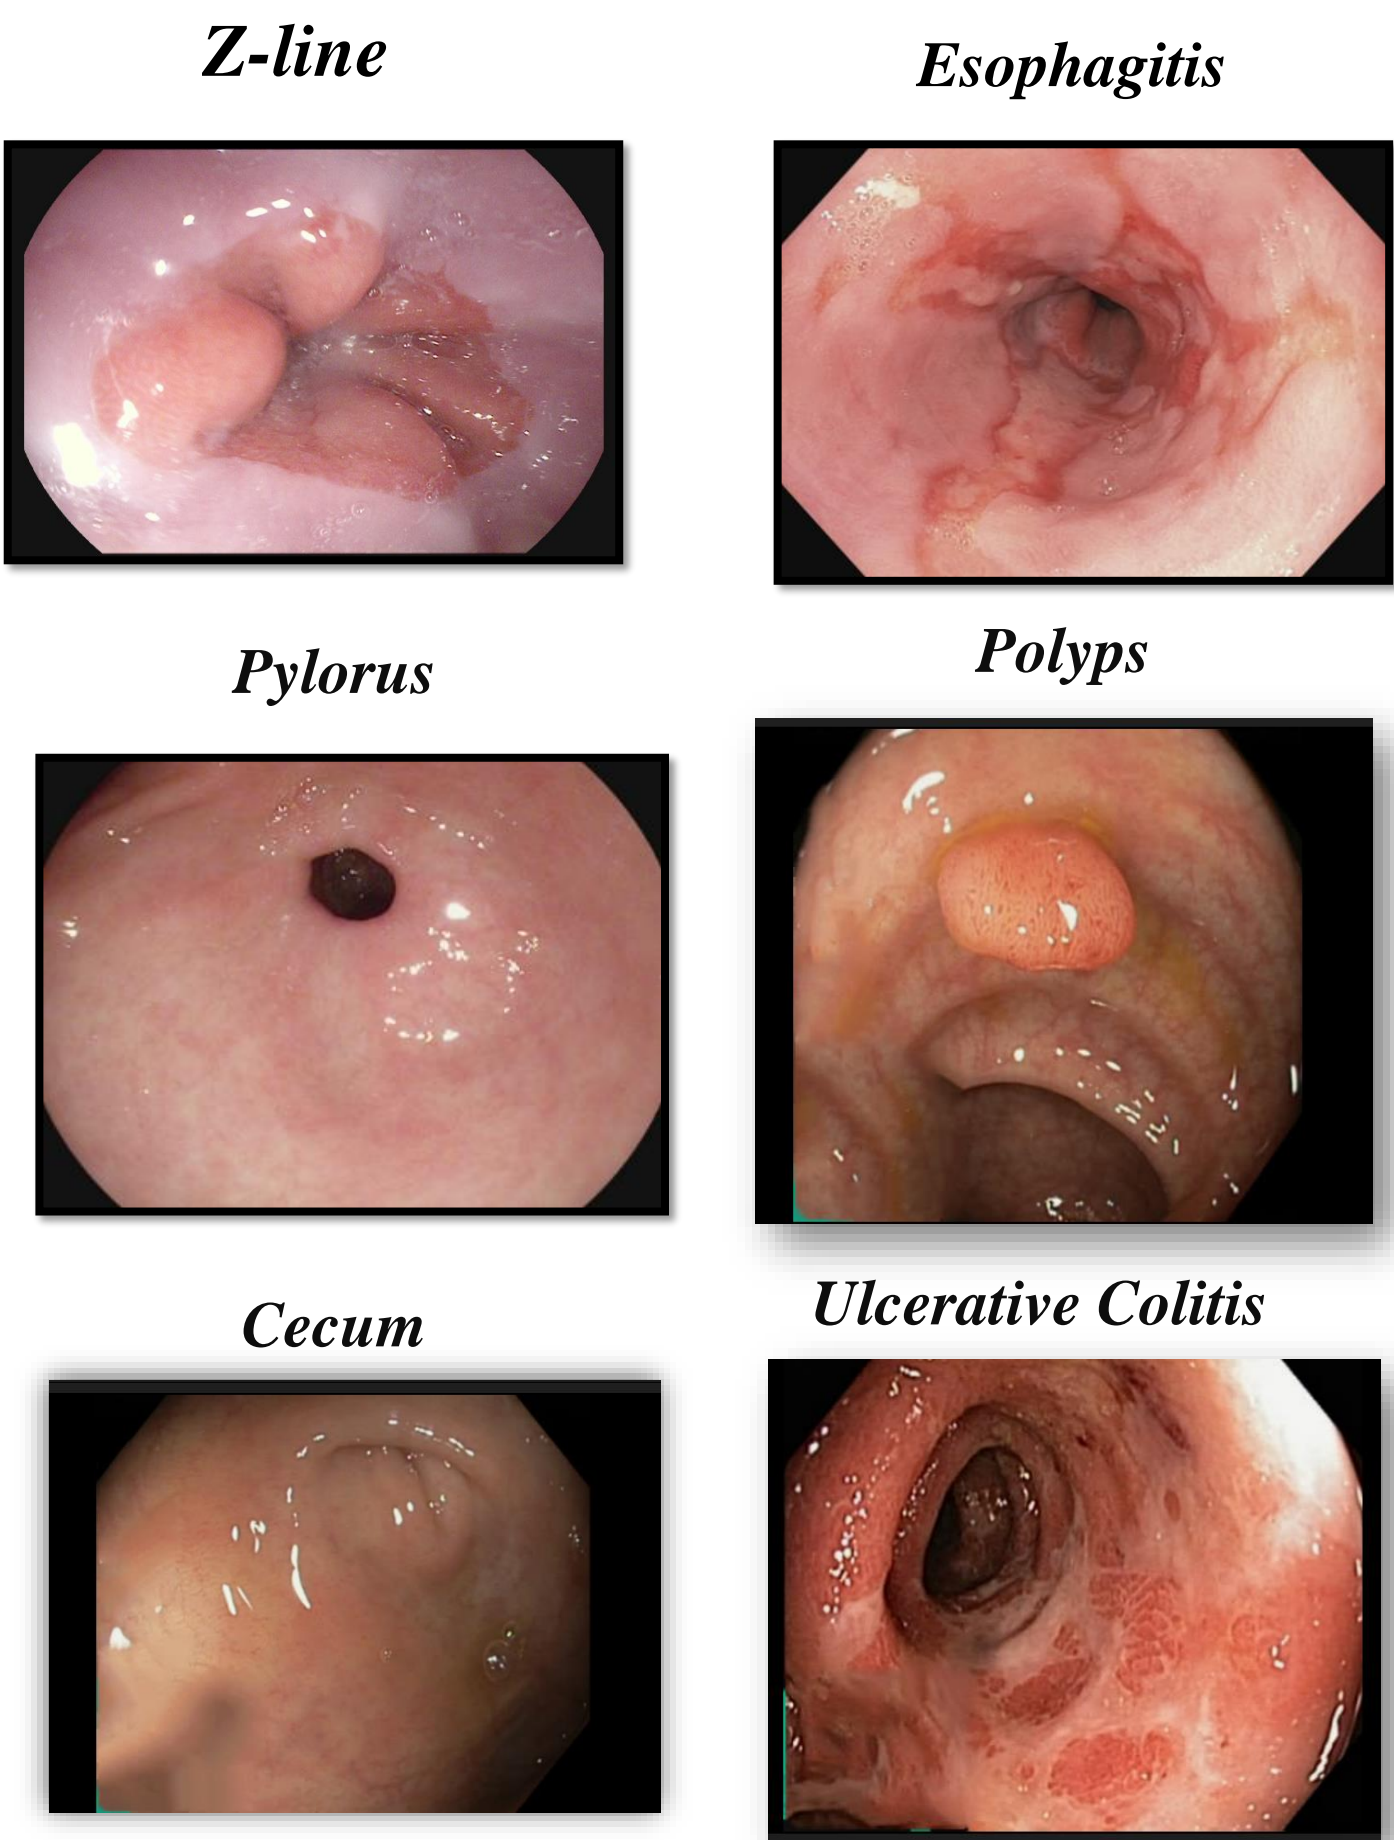 Z-line
Esophagitis
Pylorus
Polyps
Cecum
Ulcerative Colitis